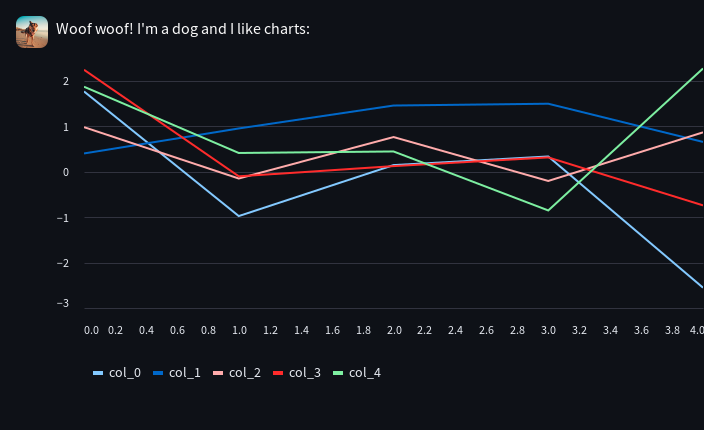 Woof woof! I'm a dog and I like charts:
2
1
0
−1
−2
−3
0.0 0.2 0.4 0.6 0.8 1.0 1.2 1.4 1.6 1.8 2.0 2.2 2.4 2.6 2.8 3.0 3.2 3.4 3.6 3.8 4.0
col_0 col_1 col_2 col_3 col_4